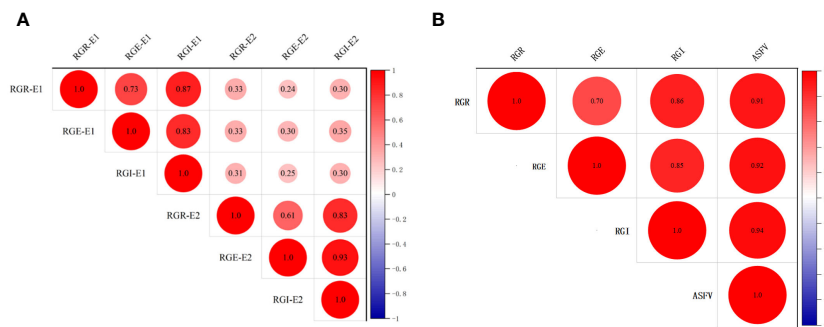 A
RGR-E1 RGE-E1 RGI-E1 RGR-E2 RGE-E2 RGI-E2
RGR-E1 1.0 0.73 0.87 0.33 0.24 0.30
RGE-E1 1.0 0.83 0.33 0.30 0.35
RGI-E1 1.0 0.31 0.25 0.30
RGR-E2 1.0 0.61 0.83
RGE-E2 1.0 0.93
RGI-E2 1.0
1
0.8
0.6
0.4
0.2
0
-0.2
-0.4
-0.6
-0.8
-1
B
RGR RGE RGI ASFV
RGR 1.0 0.70 0.86 0.91
RGE 1.0 0.85 0.92
RGI 1.0 0.94
ASFV 1.0